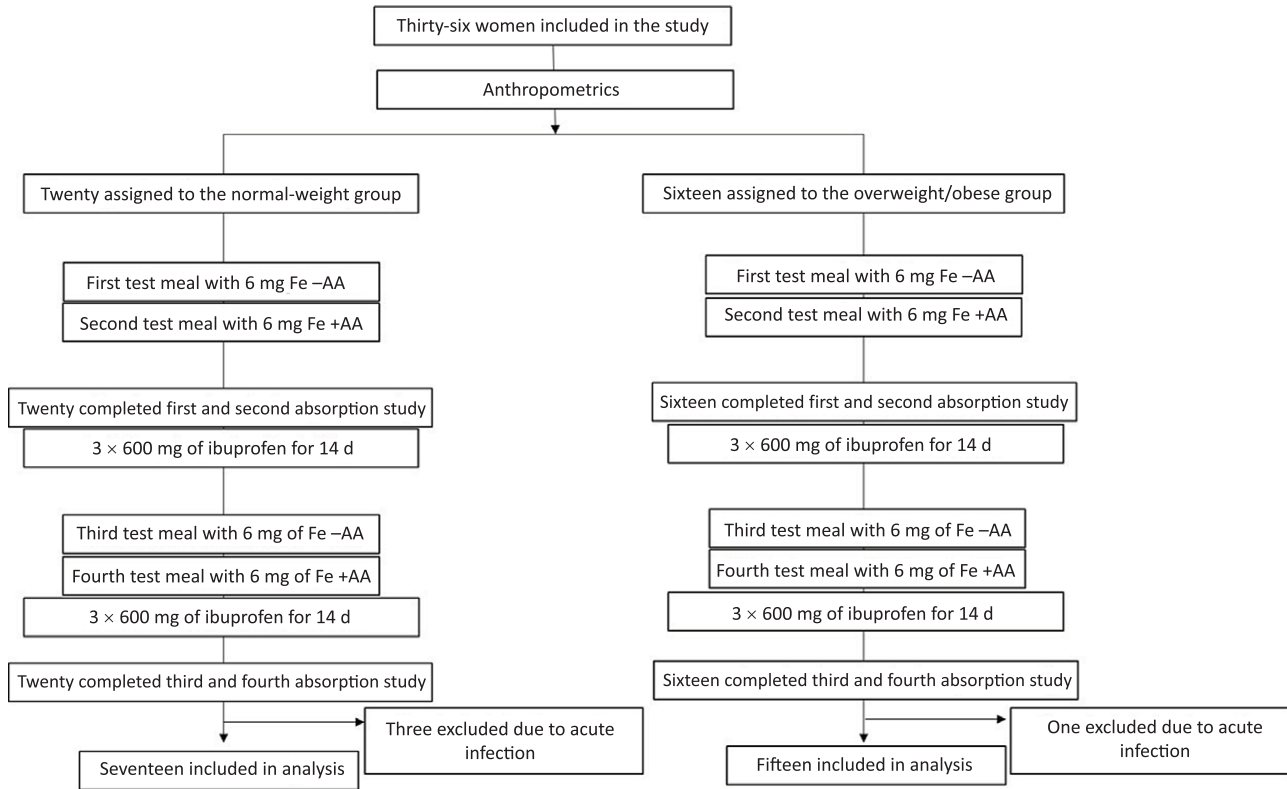 Thirty-six women included in the study
Anthropometrics
Twenty assigned to the normal-weight group
First test meal with 6 mg Fe –AA
Second test meal with 6 mg Fe +AA
Twenty completed first and second absorption study
3 × 600 mg of ibuprofen for 14 d
Third test meal with 6 mg of Fe –AA
Fourth test meal with 6 mg of Fe +AA
3 × 600 mg of ibuprofen for 14 d
Twenty completed third and fourth absorption study
Three excluded due to acute
infection
Seventeen included in analysis
Sixteen assigned to the overweight/obese group
First test meal with 6 mg Fe –AA
Second test meal with 6 mg Fe +AA
Sixteen completed first and second absorption study
3 × 600 mg of ibuprofen for 14 d
Third test meal with 6 mg of Fe –AA
Fourth test meal with 6 mg of Fe +AA
3 × 600 mg of ibuprofen for 14 d
Sixteen completed third and fourth absorption study
One excluded due to acute
infection
Fifteen included in analysis